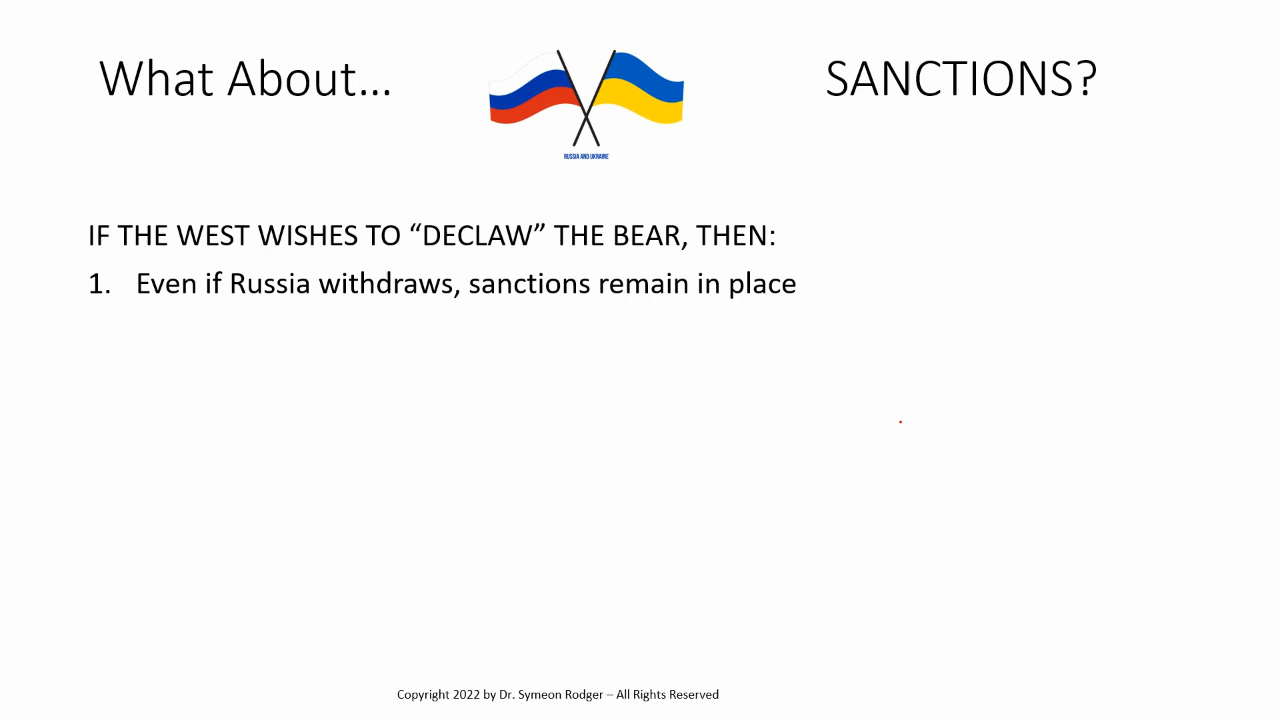 What About...
SANCTIONS?
RUSSIA AND UKRAINE
IF THE WEST WISHES TO “DECLAW” THE BEAR, THEN:
1. Even if Russia withdraws, sanctions remain in place
Copyright 2022 by Dr. Symeon Rodger – All Rights Reserved